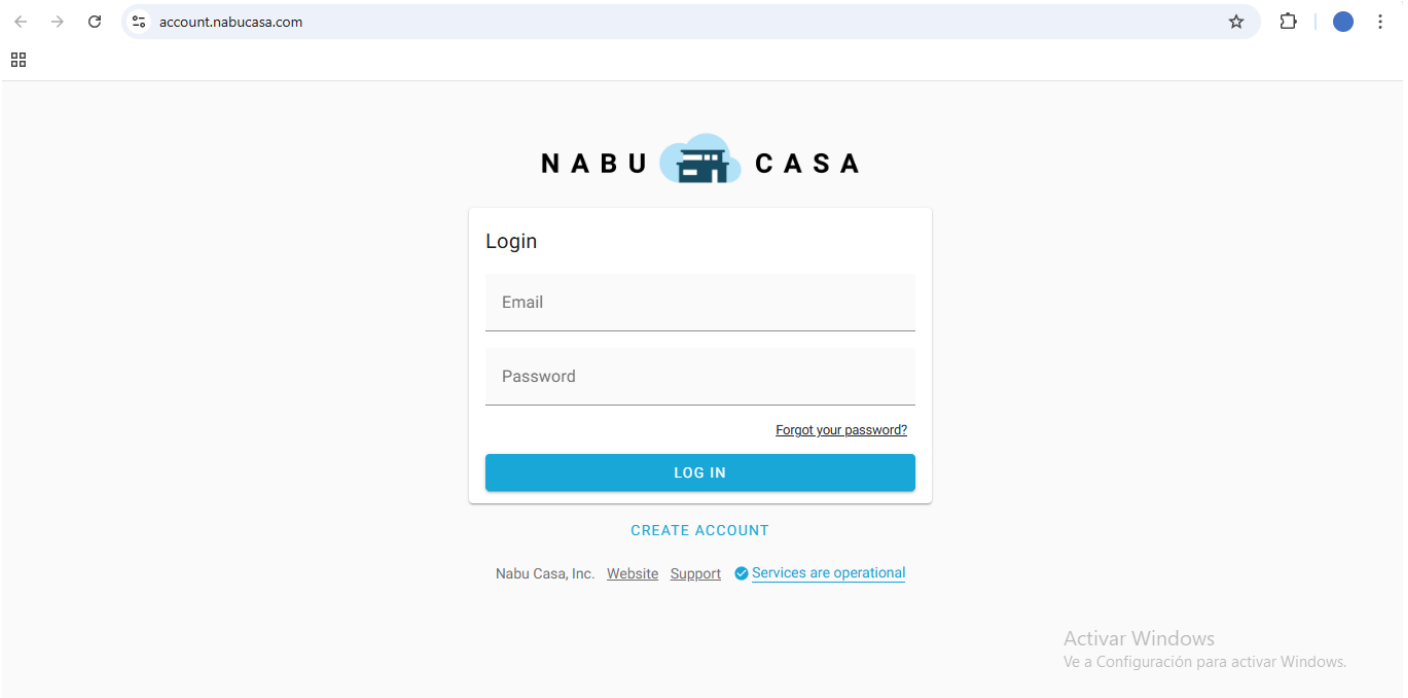 account.nabucasa.com
NABU CASA
Login
Email
Password
Forgot your password?
LOG IN
CREATE ACCOUNT
Nabu Casa, Inc. Website Support Services are operational
Activar Windows
Ve a Configuración para activar Windows.